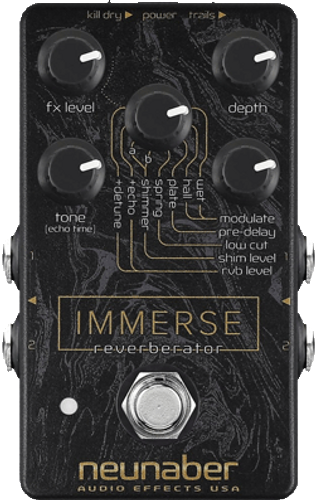 kill dry ▶ power trails ▶
fx level
depth
a
b
+detune
+echo
shimmer
spring
plate
hall
wet
tone
[echo time]
modulate
pre-delay
low cut
shim level
rvb level
1
1
2
2
IMMERSE
reverberator
neunaber
AUDIO EFFECTS USA